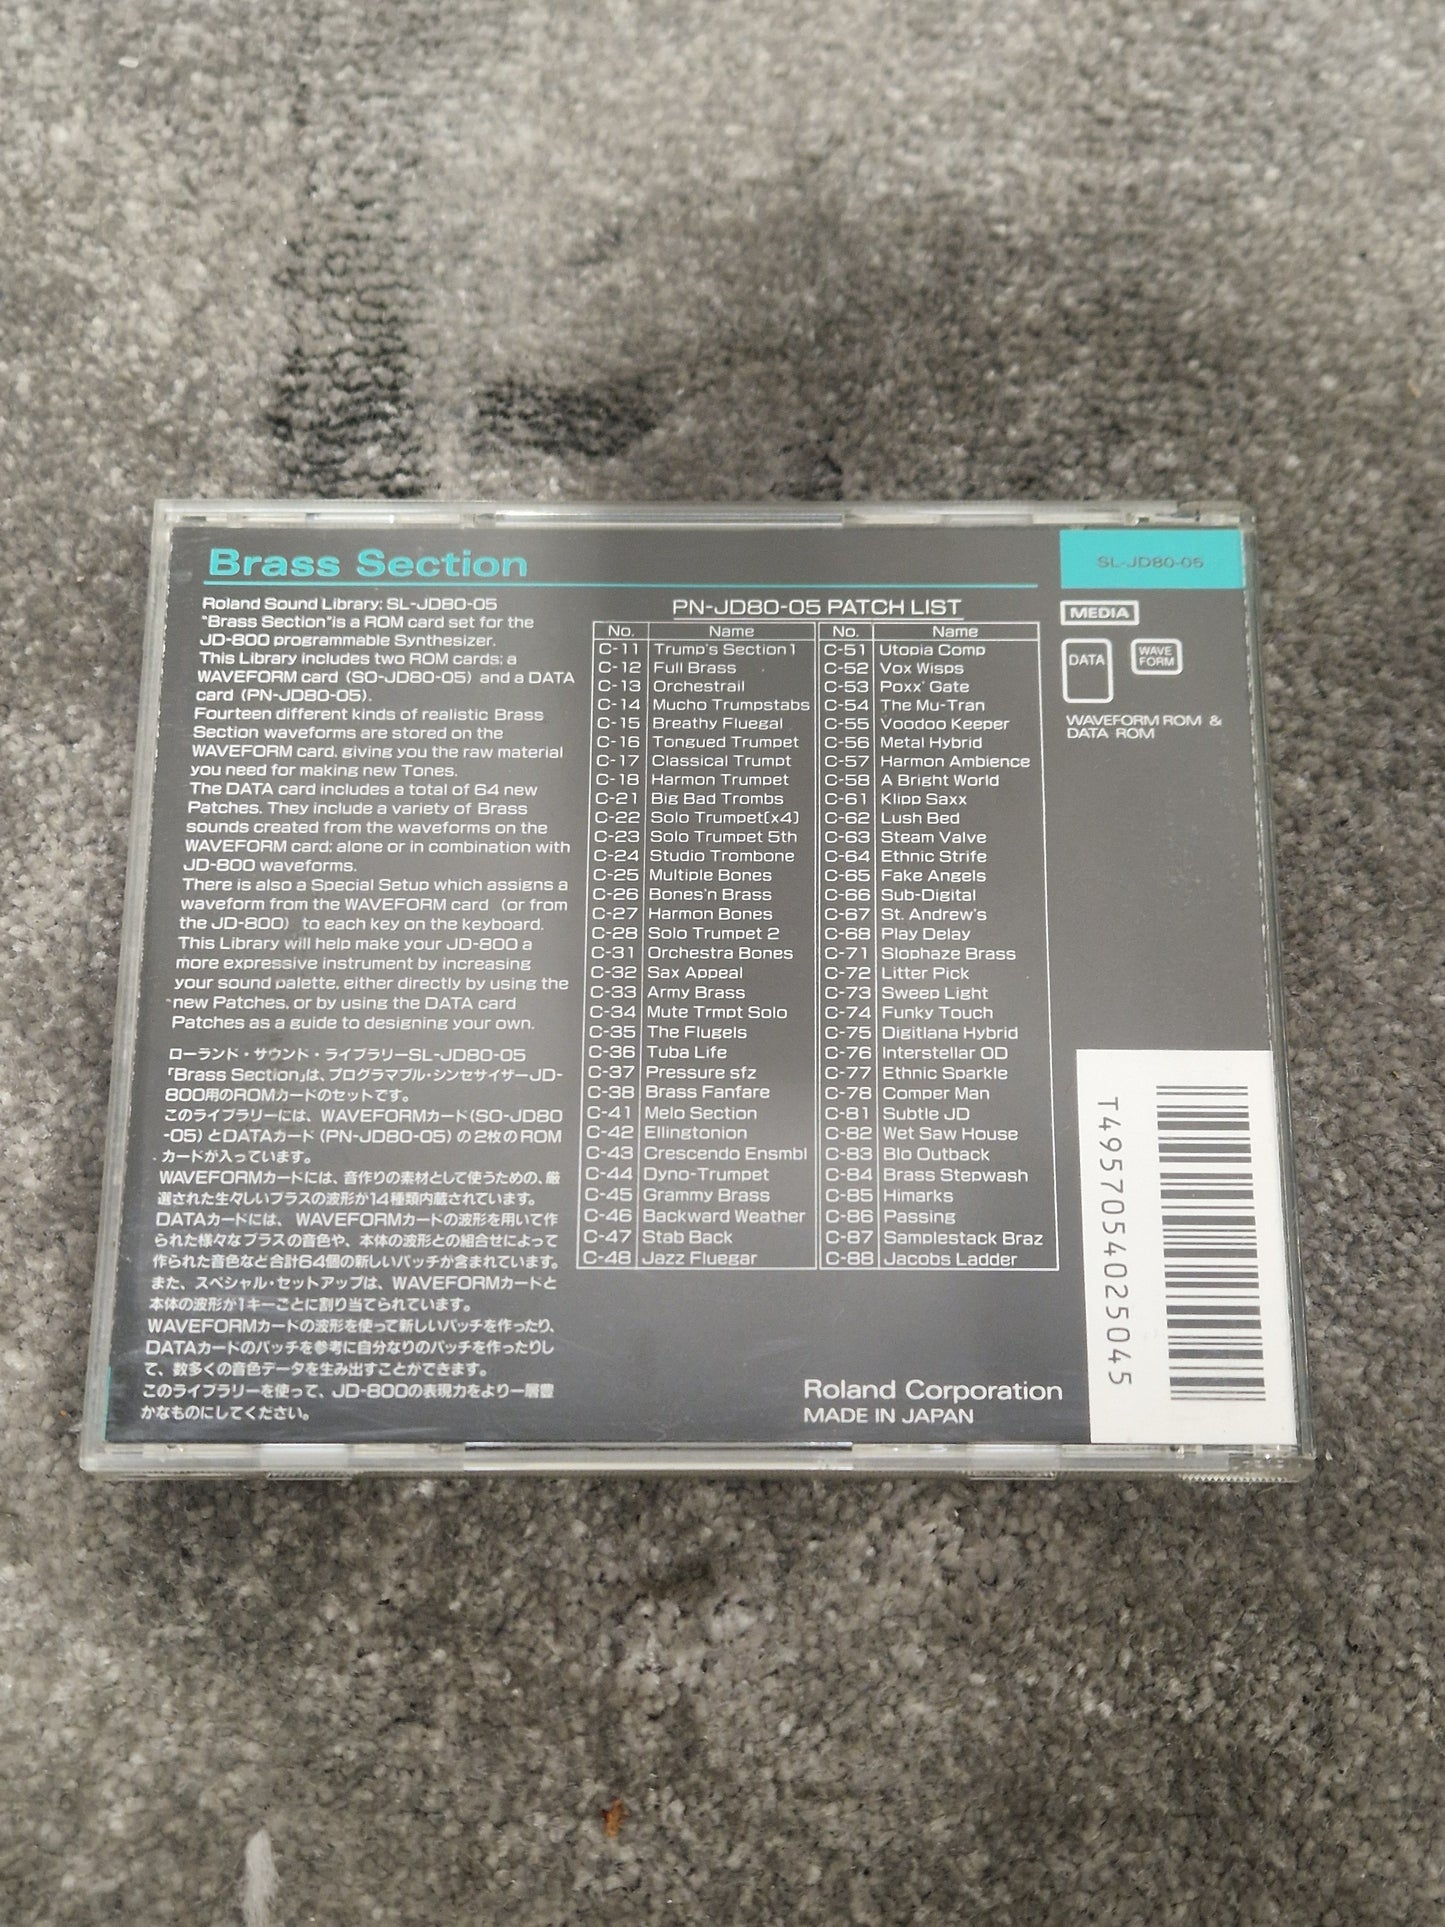 Brass Section
Roland Sound Library: SL-JD80-05
"Brass Section"is a ROM card set for the
JD-800 programmable Synthesizer.
This Library includes two ROM cards: a
WAVEFORM card (SO-JD80-05) and a DATA
card (PN-JD80-05).
Fourteen different kinds of realistic Brass
Section waveforms are stored on the
WAVEFORM card, giving you the raw material
you need for making new Tones.
The DATA card includes a total of 64 new
Patches. They include a variety of Brass
sounds created from the waveforms on the
WAVEFORM card; alone or in combination with
JD-800 waveforms.
There is also a Special Setup which assigns a
waveform from the WAVEFORM card (or from
the JD-800) to each key on the keyboard.
This Library will help make your JD-800 a
more expressive instrument by increasing
your sound palette, either directly by using the
new Patches, or by using the DATA card
Patches as a guide to designing your own.
ローランド・サウンド・ライブラリーSL-JD80-05
「Brass Section」は、プログラマブル・シンセサイザーJD-
800用のROMカードのセットです。
このライブラリーには、WAVEFORMカード(SO-JD80
-05)とDATAカード(PN-JD80-05)の2枚のROM
カードが入っています。
WAVEFORMカードには、音作りの素材として使うための、厳
選された生々しいブラスの波形が14種類内蔵されています。
DATAカードには、WAVEFORMカードの波形を用いて作
られた様々なブラスの音色や、本体の波形との組合せによって
作られた音色など合計64個の新しいパッチが含まれています。
また、スペシャル・セットアップは、WAVEFORMカードと
本体の波形が1キーごとに割り当てられています。
WAVEFORMカードの波形を使って新しいパッチを作ったり、
DATAカードのパッチを参考に自分なりのパッチを作ったりし
て、数多くの音色データを生み出すことができます。
このライブラリーを使って、JD-800の表現力をより一層豊
かなものにしてください。
PN-JD80-05 PATCH LIST
No. Name No. Name
C-11 Trump's Section1 C-51 Utopia Comp
C-12 Full Brass C-52 Vox Wisps
C-13 Orchestrail C-53 Poxx' Gate
C-14 Mucho Trumpstabs C-54 The Mu-Tran
C-15 Breathy Fluegal C-55 Voodoo Keeper
C-16 Tongued Trumpet C-56 Metal Hybrid
C-17 Classical Trumpt C-57 Harmon Ambience
C-18 Harmon Trumpet C-58 A Bright World
C-21 Big Bad Trombs C-61 Klipp Saxx
C-22 Solo Trumpet(x4) C-62 Lush Bed
C-23 Solo Trumpet 5th C-63 Steam Valve
C-24 Studio Trombone C-64 Ethnic Strife
C-25 Multiple Bones C-65 Fake Angels
C-26 Bones'n Brass C-66 Sub-Digital
C-27 Harmon Bones C-67 St. Andrew's
C-28 Solo Trumpet 2 C-68 Play Delay
C-31 Orchestra Bones C-71 Slophaze Brass
C-32 Sax Appeal C-72 Litter Pick
C-33 Army Brass C-73 Sweep Light
C-34 Mute Trmpt Solo C-74 Funky Touch
C-35 The Flugels C-75 Digitlana Hybrid
C-36 Tuba Life C-76 Interstellar OD
C-37 Pressure sfz C-77 Ethnic Sparkle
C-38 Brass Fanfare C-78 Comper Man
C-41 Melo Section C-81 Subtle JD
C-42 Ellingtonion C-82 Wet Saw House
C-43 Crescendo Ensmbl C-83 Blo Outback
C-44 Dyno-Trumpet C-84 Brass Stepwash
C-45 Grammy Brass C-85 Himarks
C-46 Backward Weather C-86 Passing
C-47 Stab Back C-87 Samplestack Braz
C-48 Jazz Fluegar C-88 Jacobs Ladder
SL-JD80-05
MEDIA
DATA
WAVE
FORM
WAVEFORM ROM &
DATA ROM
T4957054025045
Roland Corporation
MADE IN JAPAN